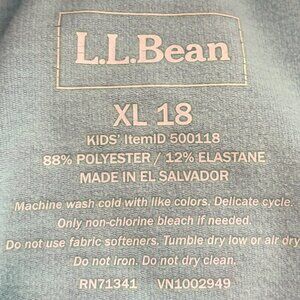 L.L.Bean
XL 18
KIDS' ItemID 500118
88% POLYESTER / 12% ELASTANE
MADE IN EL SALVADOR
Machine wash cold with like colors. Delicate cycle.
Only non-chlorine bleach if needed.
Do not use fabric softeners. Tumble dry low or air dry
Do not iron. Do not dry clean.
RN71341 VN1002949